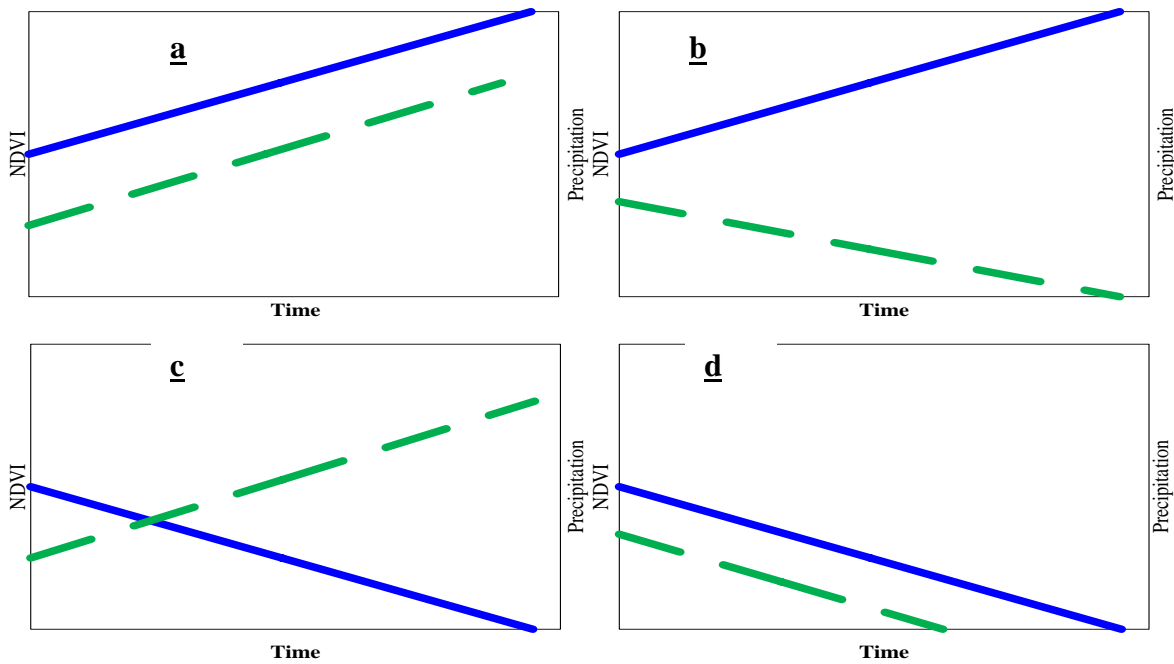 a
NDVI
Precipitation
Time
b
NDVI
Precipitation
Time
c
NDVI
Precipitation
Time
d
NDVI
Precipitation
Time